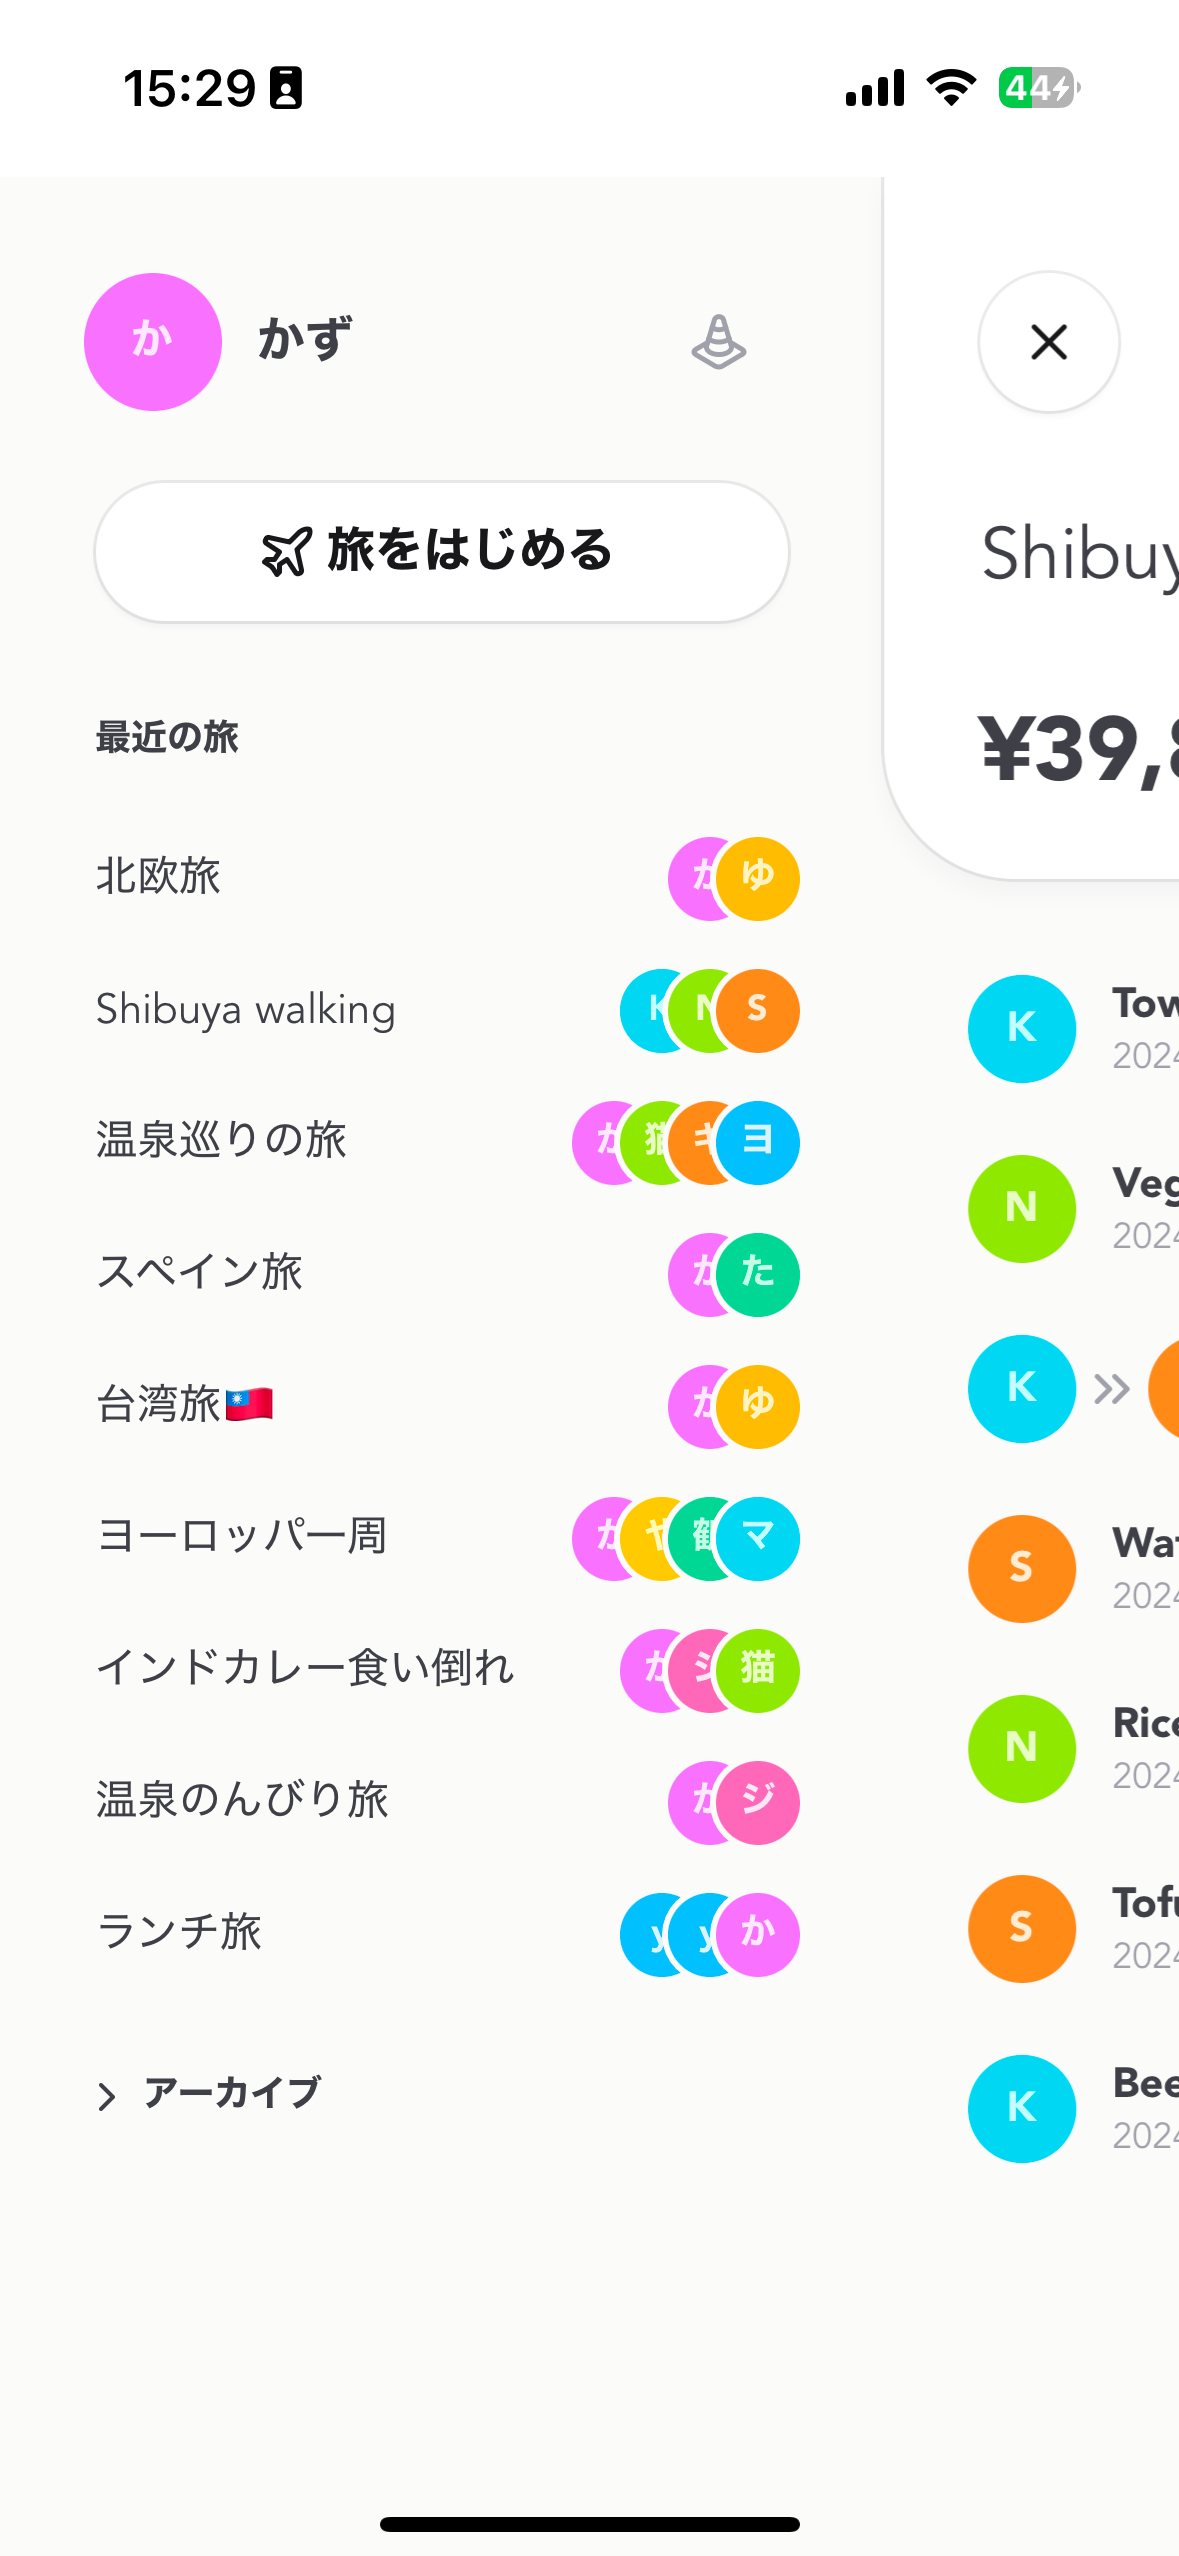 15:29
44
か
かず
旅をはじめる
最近の旅
北欧旅
ゆ
Shibuya walking
K N S
温泉巡りの旅
ヨ
スペイン旅
た
台湾旅🇹🇼
ゆ
ヨーロッパ一周
マ
インドカレー食い倒れ
猫
温泉のんびり旅
ジ
ランチ旅
y y か
アーカイブ
Shibuy
¥39,8
K
Tow
2024
N
Veg
2024
K
S
Wat
2024
N
Rice
2024
S
Tofu
2024
K
Bee
2024